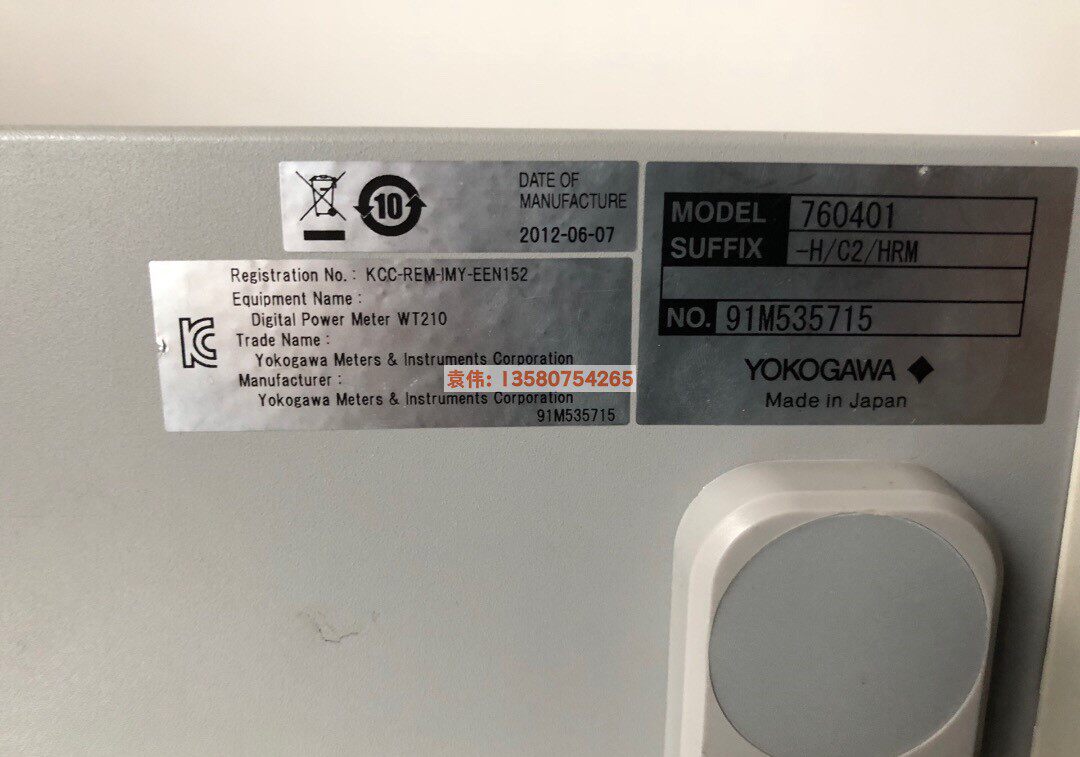 10
DATE OF
MANUFACTURE
2012-06-07
Registration No. : KCC-REM-IMY-EEN152
Equipment Name :
Digital Power Meter WT210
Trade Name :
Yokogawa Meters & Instruments Corporation
Manufacturer :
Yokogawa Meters & Instruments Corporation
91M535715
袁伟: 13580754265
MODEL 760401
SUFFIX -H/C2/HRM
NO. 91M535715
YOKOGAWA
Made in Japan